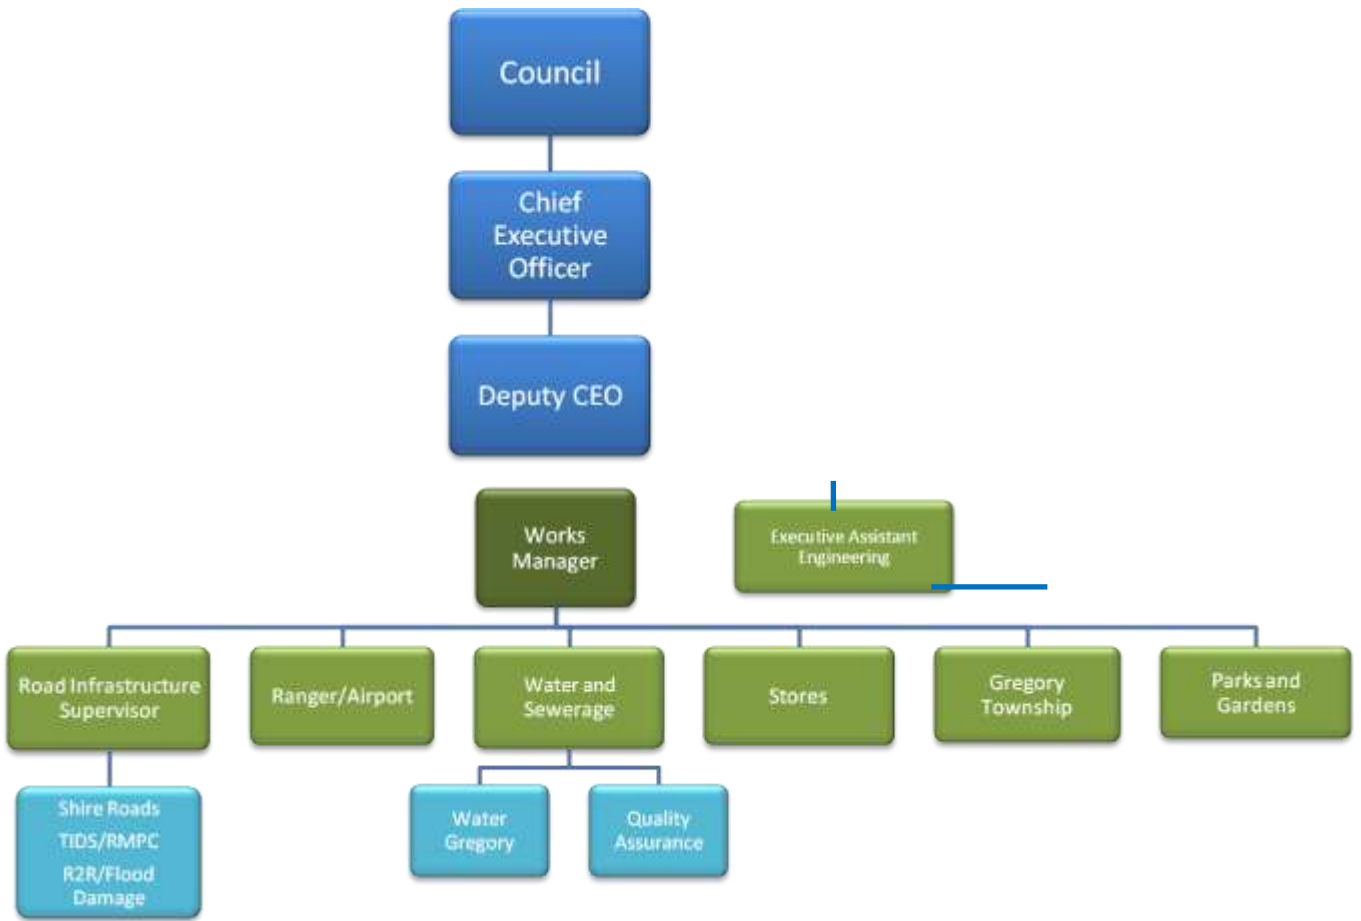 Council
Chief
Executive
Officer
Deputy CEO
Works
Manager
Executive Assistant
Engineering
Road Infrastructure
Supervisor
Ranger/Airport
Water and
Sewerage
Stores
Gregory
Township
Parks and
Gardens
Shire Roads
TIDS/RMPC
R2R/Flood
Damage
Water
Gregory
Quality
Assurance